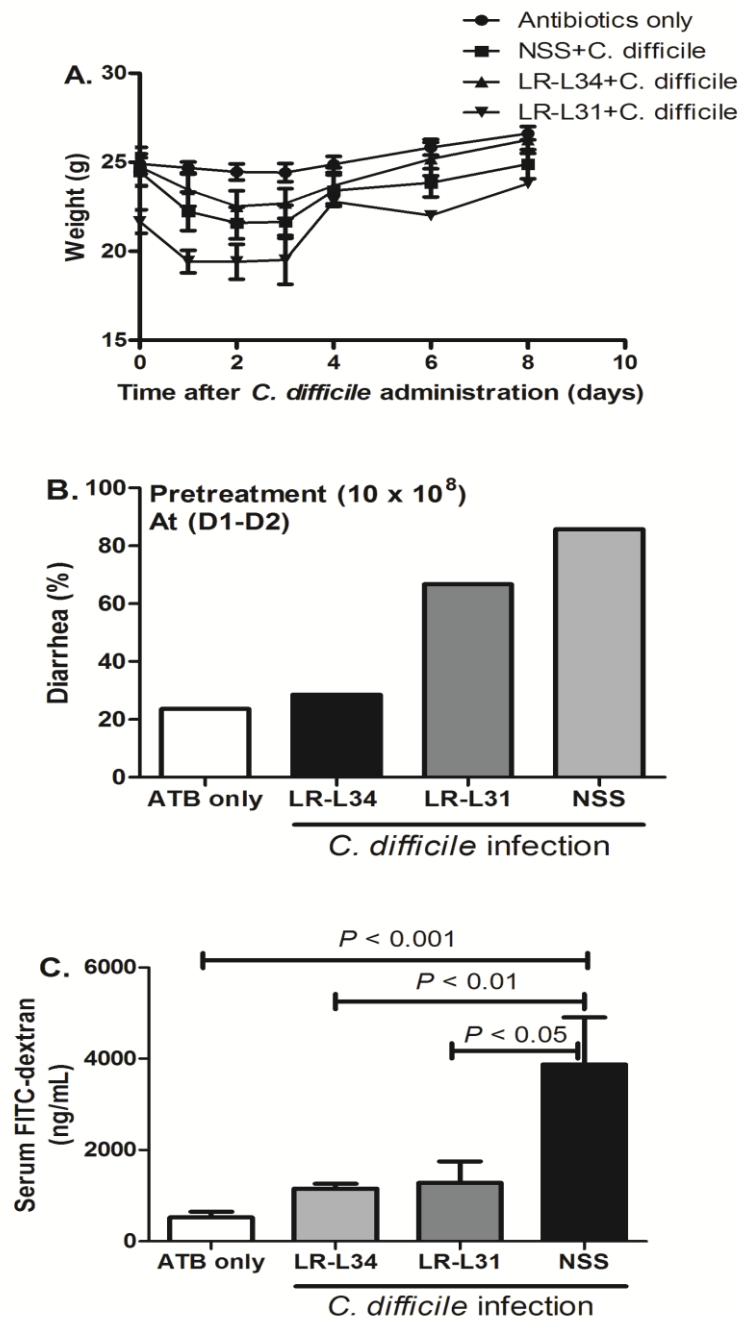 Antibiotics only
NSS+C. difficile
LR-L34+C. difficile
LR-L31+C. difficile
A.
30
25
20
15
Weight (g)
0 2 4 6 8 10
Time after C. difficile administration (days)
B.
Pretreatment (10 x 10⁸)
At (D1-D2)
100
80
60
40
20
0
Diarrhea (%)
ATB only LR-L34 LR-L31 NSS
C. difficile infection
C.
P < 0.001
P < 0.01
P < 0.05
6000
4000
2000
0
Serum FITC-dextran
(ng/mL)
ATB only LR-L34 LR-L31 NSS
C. difficile infection